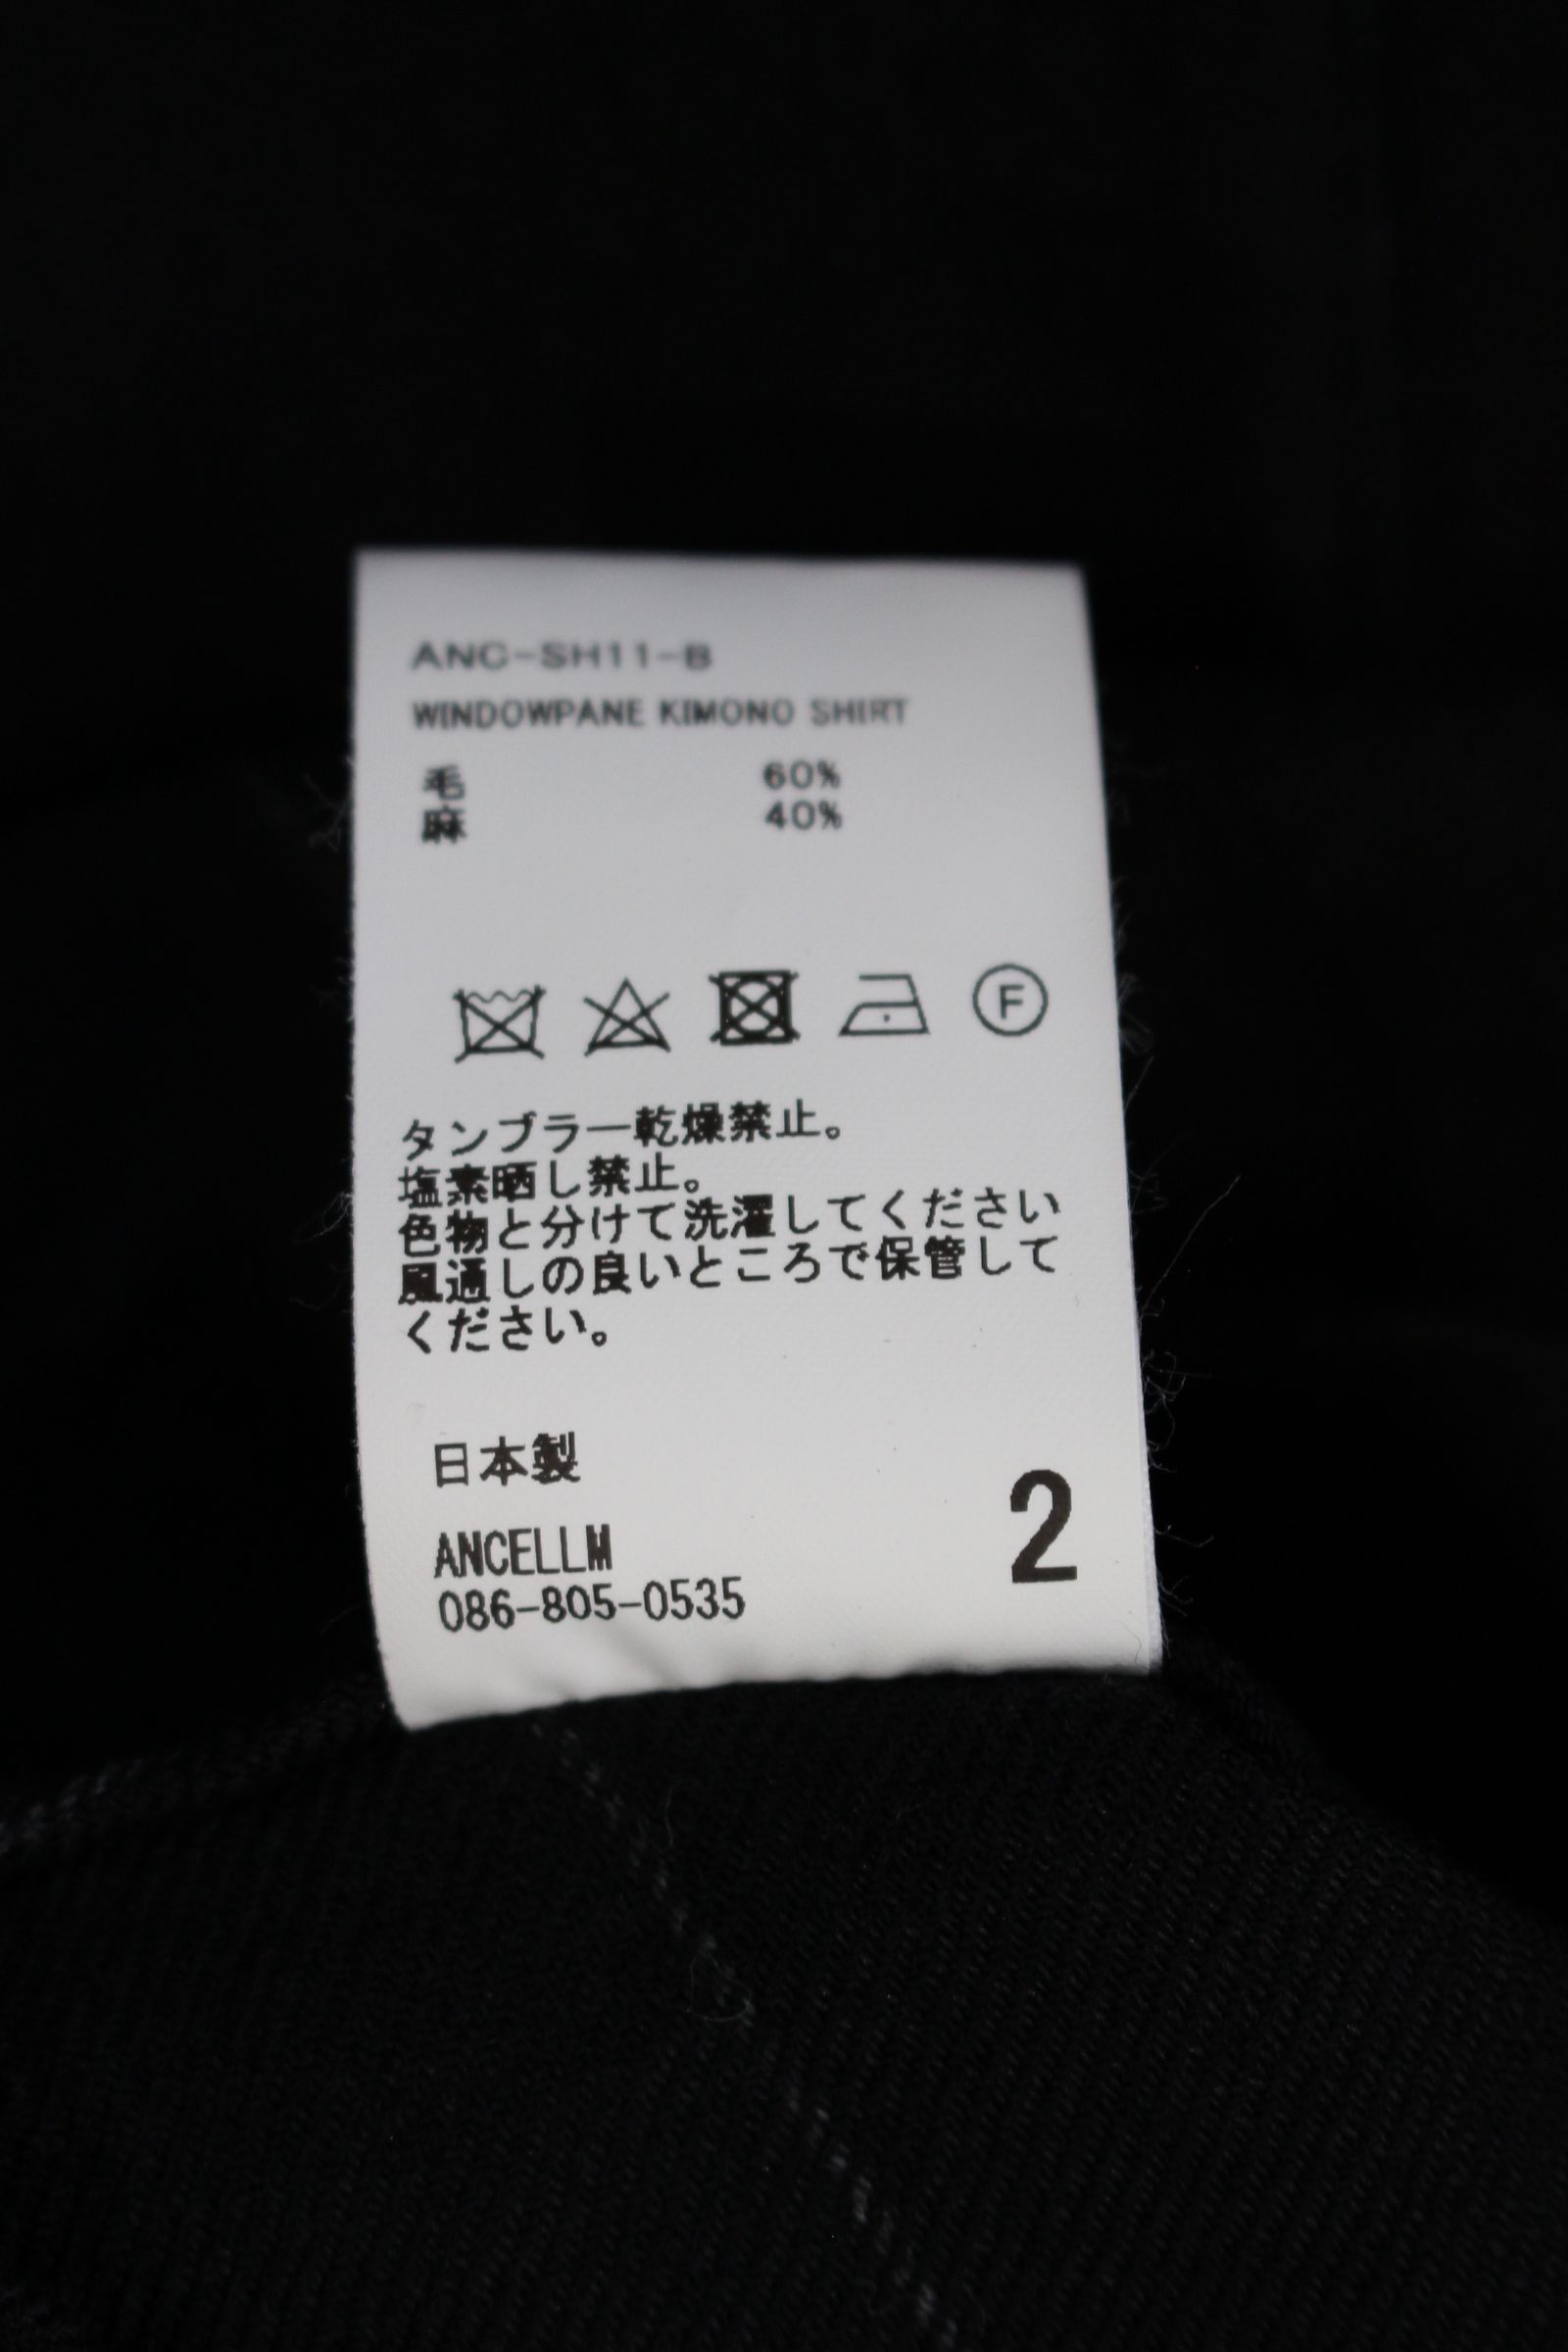 ANC-SH11-B
WINDOWPANE KIMONO SHIRT
毛 60%
麻 40%
F
タンブラー乾燥禁止。
塩素晒し禁止。
色物と分けて洗濯してください
風通しの良いところで保管して
ください。
日本製
2
ANCELLM
086-805-0535